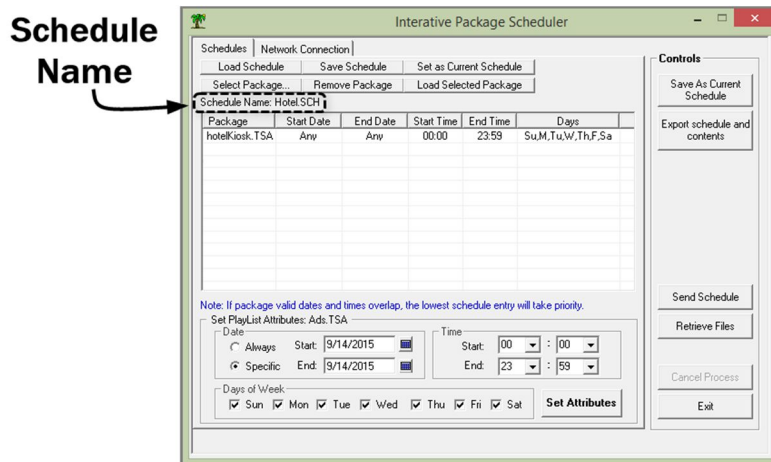 Schedule
Name
Interative Package Scheduler
Schedules Network Connection
Load Schedule Save Schedule Set as Current Schedule
Select Package... Remove Package Load Selected Package
Schedule Name: Hotel.SCH
Package Start Date End Date Start Time End Time Days
hotelKiosk.TSA Any Any 00:00 23:59 Su,M,Tu,W,Th,F,Sa
Note: If package valid dates and times overlap, the lowest schedule entry will take priority.
Set PlayList Attributes: Ads.TSA
Date
Always Start: 9/14/2015
Specific End: 9/14/2015
Time
Start: 00 : 00
End: 23 : 59
Days of Week
Sun Mon Tue Wed Thu Fri Sat
Set Attributes
Controls
Save As Current
Schedule
Export schedule and
contents
Send Schedule
Retrieve Files
Cancel Process
Exit